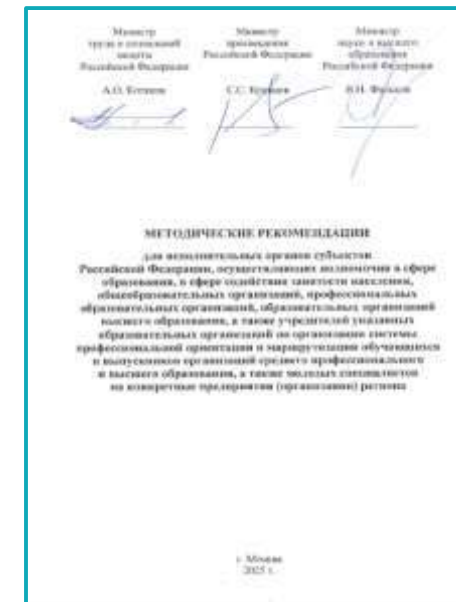 Министр
труда и социальной
защиты
Российской Федерации
А.О. Котяков
Министр
просвещения
Российской Федерации
С.С. Кравцов
Министр
науки и высшего
образования
Российской Федерации
В.Н. Фальков
МЕТОДИЧЕСКИЕ РЕКОМЕНДАЦИИ
для исполнительных органов субъектов
Российской Федерации, осуществляющих полномочия в сфере
образования, в сфере содействия занятости населения,
общеобразовательных организаций, профессиональных
образовательных организаций, образовательных организаций
высшего образования, а также учредителей указанных
образовательных организаций по организации системы
профессиональной ориентации и маршрутизации обучающихся
и выпускников организаций среднего профессионального
и высшего образования, а также молодых специалистов
на конкретные предприятия (организации) региона
г. Москва
2025 г.